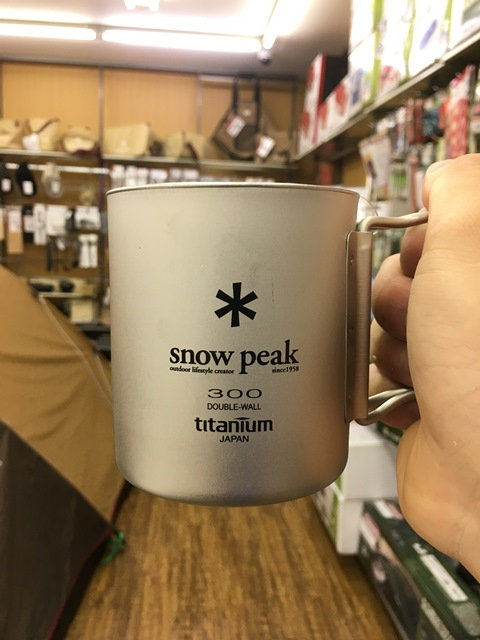 snow peak
outdoor lifestyle creator since1958
300
DOUBLE-WALL
titanium
JAPAN